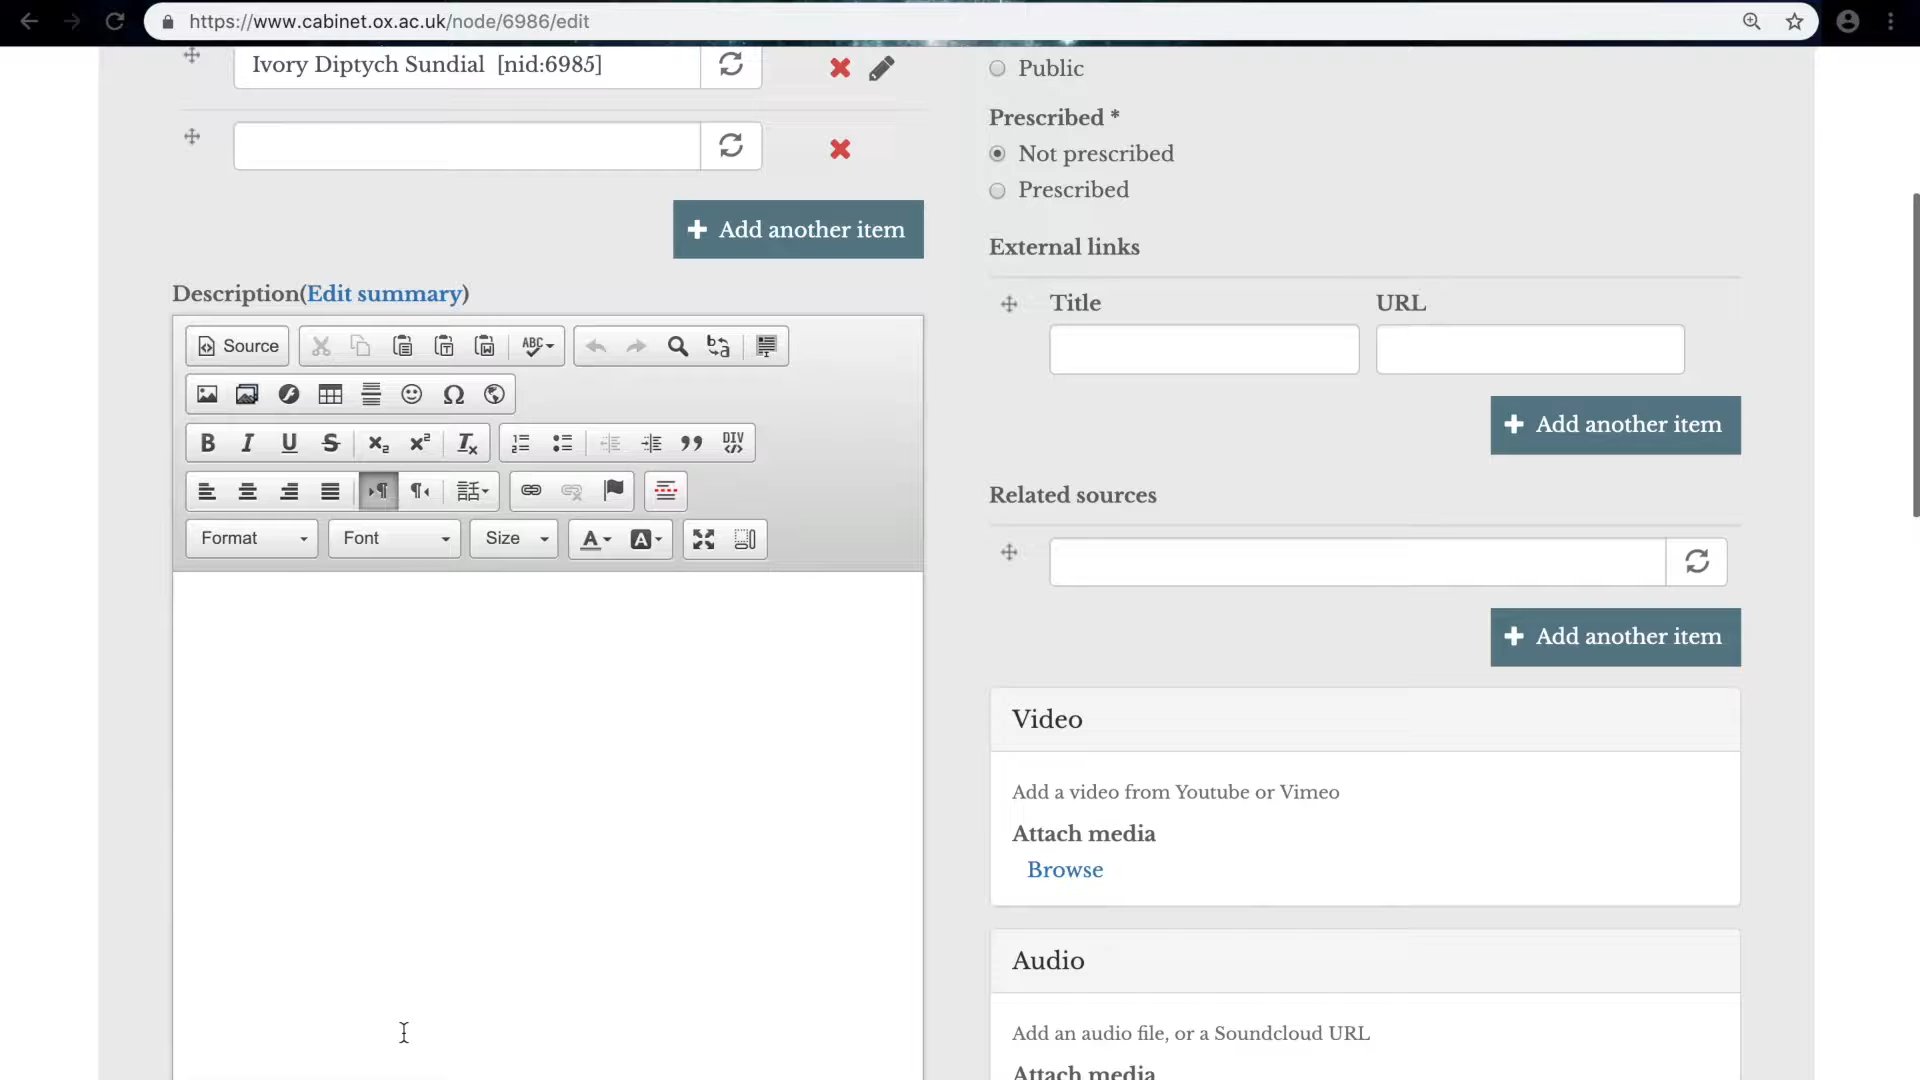 https://www.cabinet.ox.ac.uk/node/6986/edit
Ivory Diptych Sundial [nid:6985]
Add another item
Description(Edit summary)
Source
ABC
DIV
Format
Font
Size
Public
Prescribed *
Not prescribed
Prescribed
External links
Title
URL
Add another item
Related sources
Add another item
Video
Add a video from Youtube or Vimeo
Attach media
Browse
Audio
Add an audio file, or a Soundcloud URL
Attach media